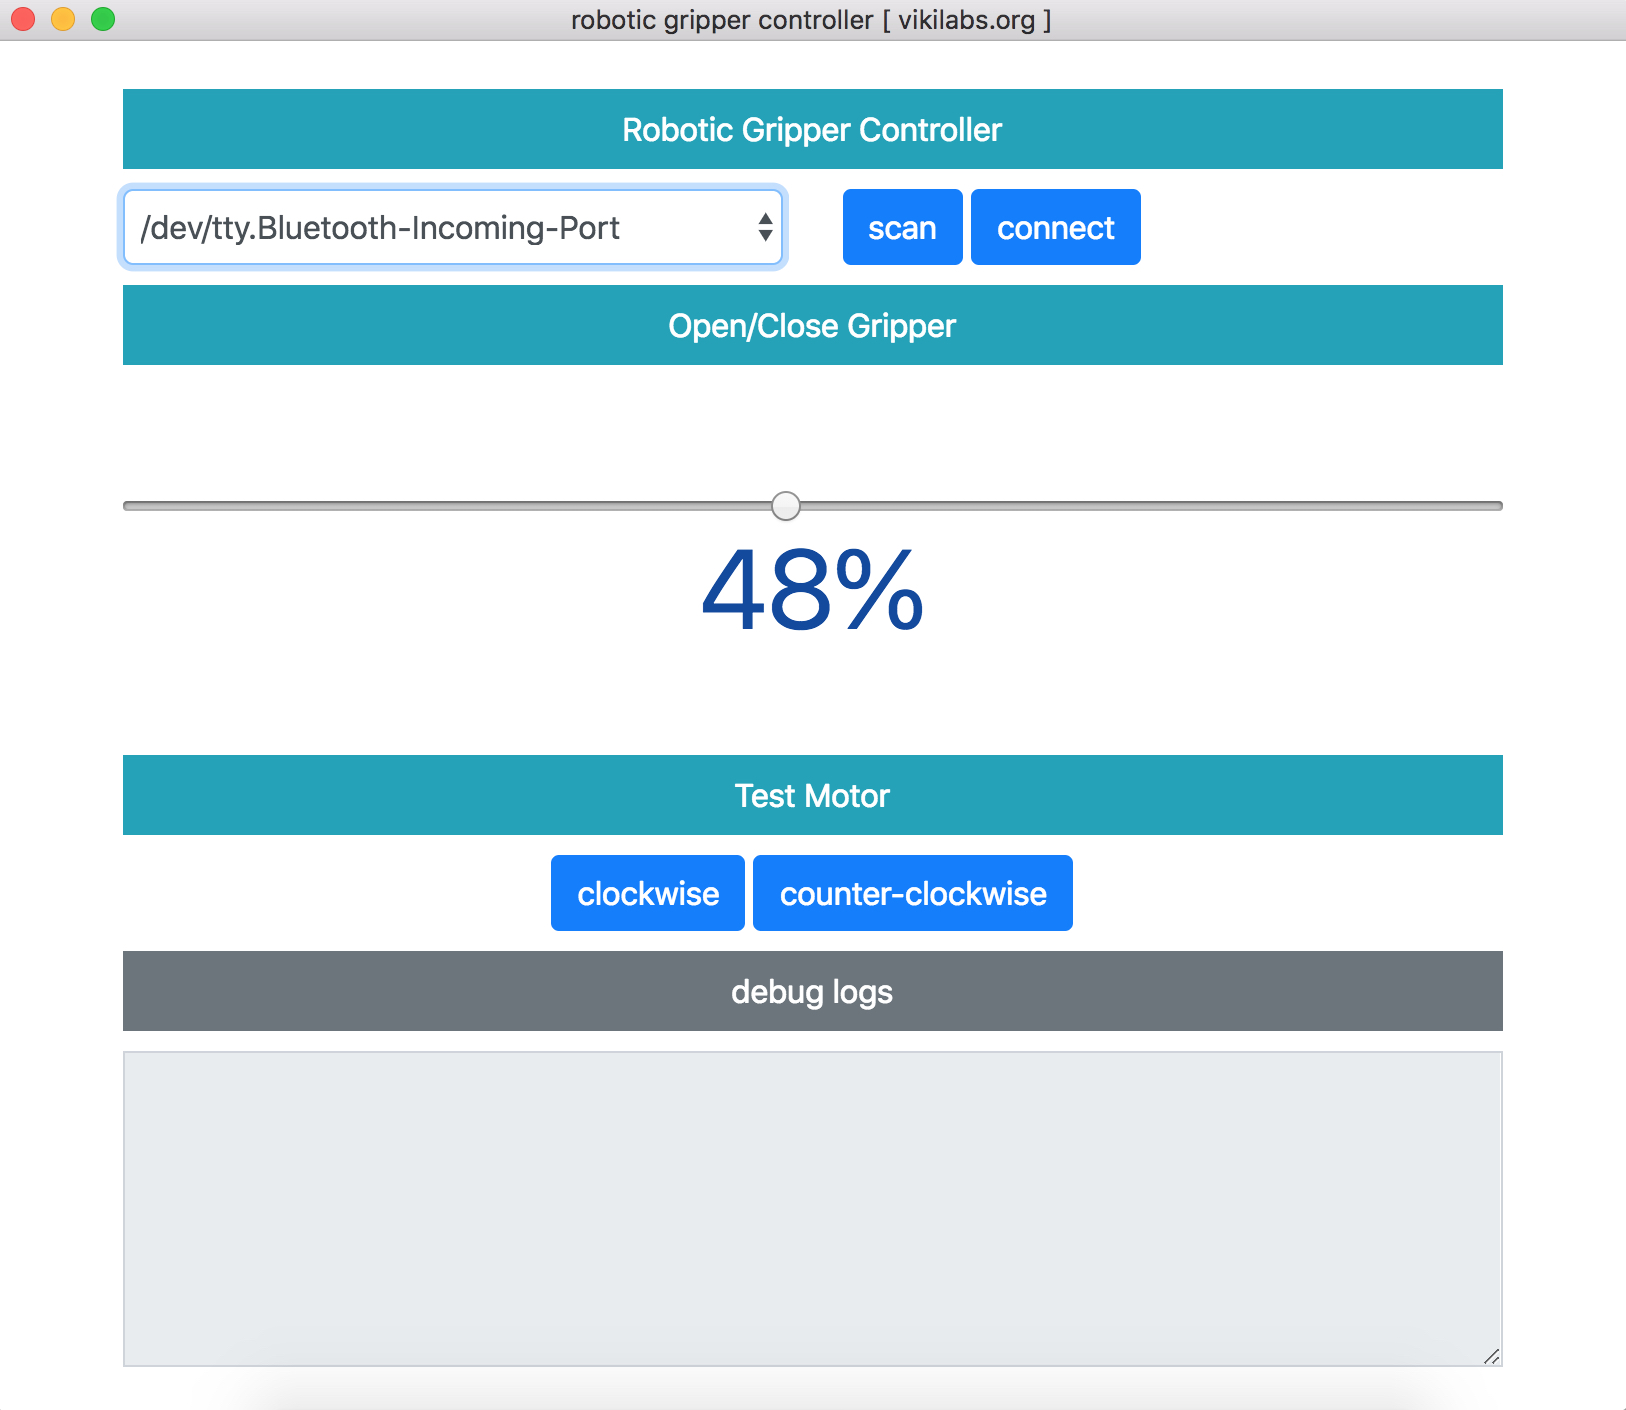 robotic gripper controller [ vikilabs.org ]
Robotic Gripper Controller
/dev/tty.Bluetooth-Incoming-Port
scan
connect
Open/Close Gripper
48%
Test Motor
clockwise
counter-clockwise
debug logs